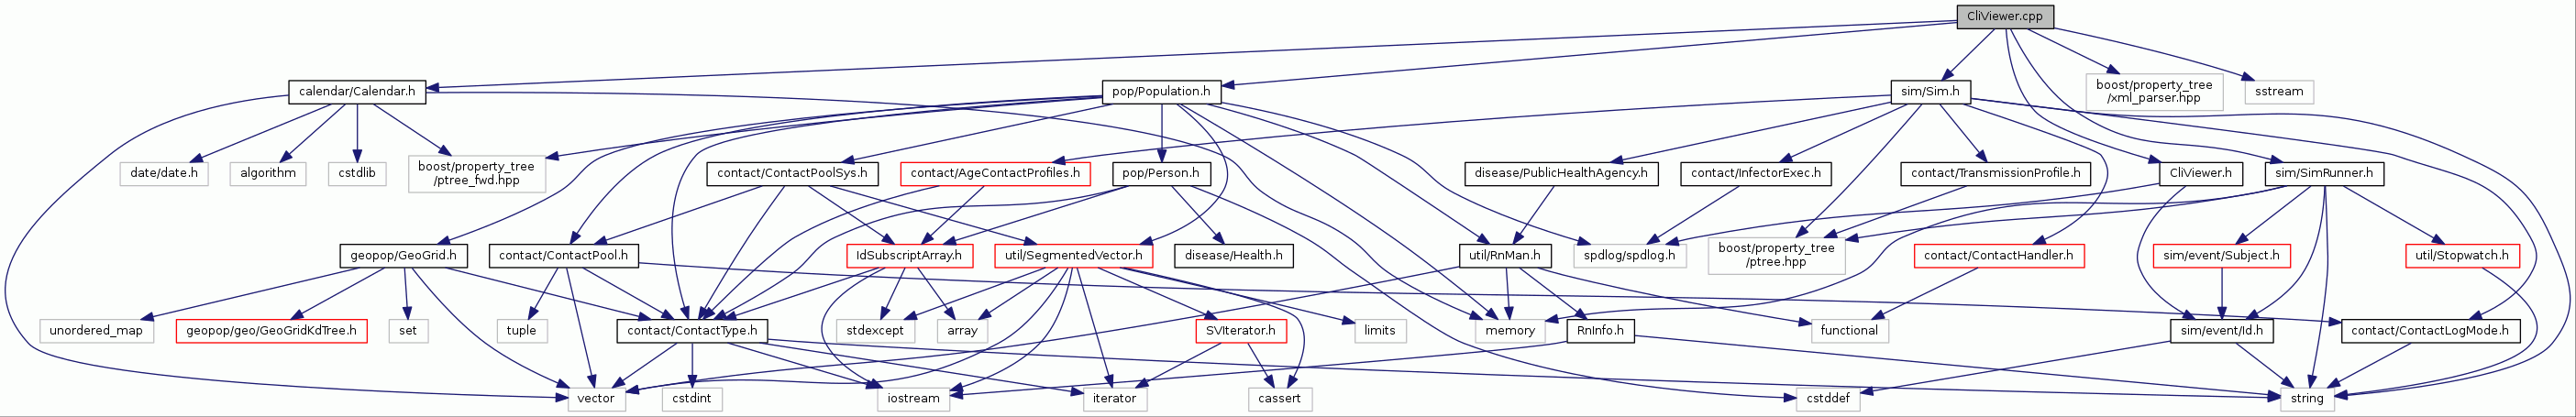 CliViewer.cpp
calendar/Calendar.h
pop/Population.h
sim/Sim.h
boost/property_tree
/xml_parser.hpp
sstream
date/date.h
algorithm
cstdlib
boost/property_tree
/ptree_fwd.hpp
contact/ContactPoolSys.h
contact/AgeContactProfiles.h
pop/Person.h
disease/PublicHealthAgency.h
contact/InfectorExec.h
contact/TransmissionProfile.h
CliViewer.h
sim/SimRunner.h
geopop/GeoGrid.h
contact/ContactPool.h
IdSubscriptArray.h
util/SegmentedVector.h
disease/Health.h
util/RnMan.h
spdlog/spdlog.h
boost/property_tree
/ptree.hpp
contact/ContactHandler.h
sim/event/Subject.h
util/Stopwatch.h
unordered_map
geopop/geo/GeoGridKdTree.h
set
tuple
contact/ContactType.h
stdexcept
array
SVIterator.h
limits
memory
RnInfo.h
functional
sim/event/Id.h
contact/ContactLogMode.h
vector
cstdint
iostream
iterator
cassert
cstddef
string